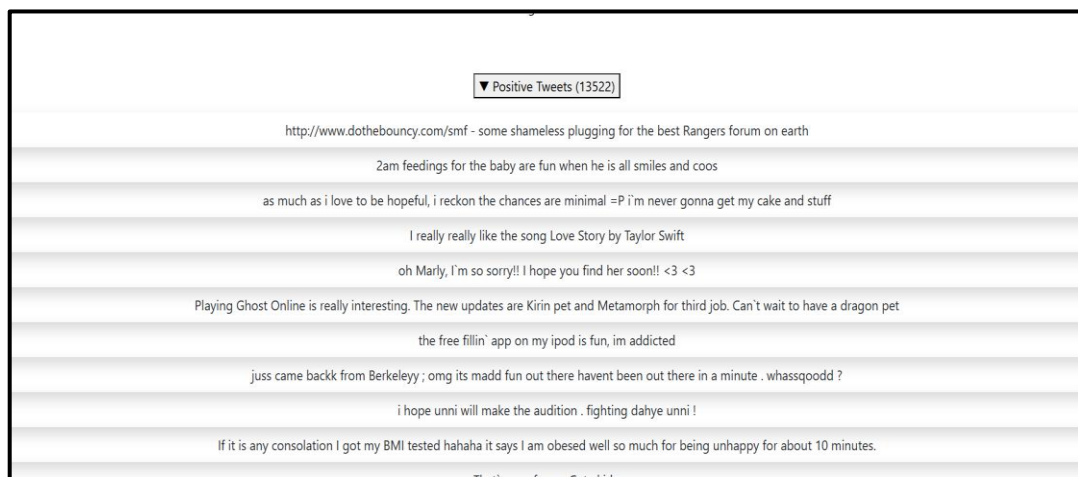 ▼ Positive Tweets (13522)
http://www.dothebouncy.com/smf - some shameless plugging for the best Rangers forum on earth
2am feedings for the baby are fun when he is all smiles and coos
as much as i love to be hopeful, i reckon the chances are minimal =P i`m never gonna get my cake and stuff
I really really like the song Love Story by Taylor Swift
oh Marly, I`m so sorry!! I hope you find her soon!! <3 <3
Playing Ghost Online is really interesting. The new updates are Kirin pet and Metamorph for third job. Can`t wait to have a dragon pet
the free fillin` app on my ipod is fun, im addicted
juss came backk from Berkeleyy ; omg its madd fun out there havent been out there in a minute . whassqoodd ?
i hope unni will make the audition . fighting dahye unni !
If it is any consolation I got my BMI tested hahaha it says I am obesed well so much for being unhappy for about 10 minutes.